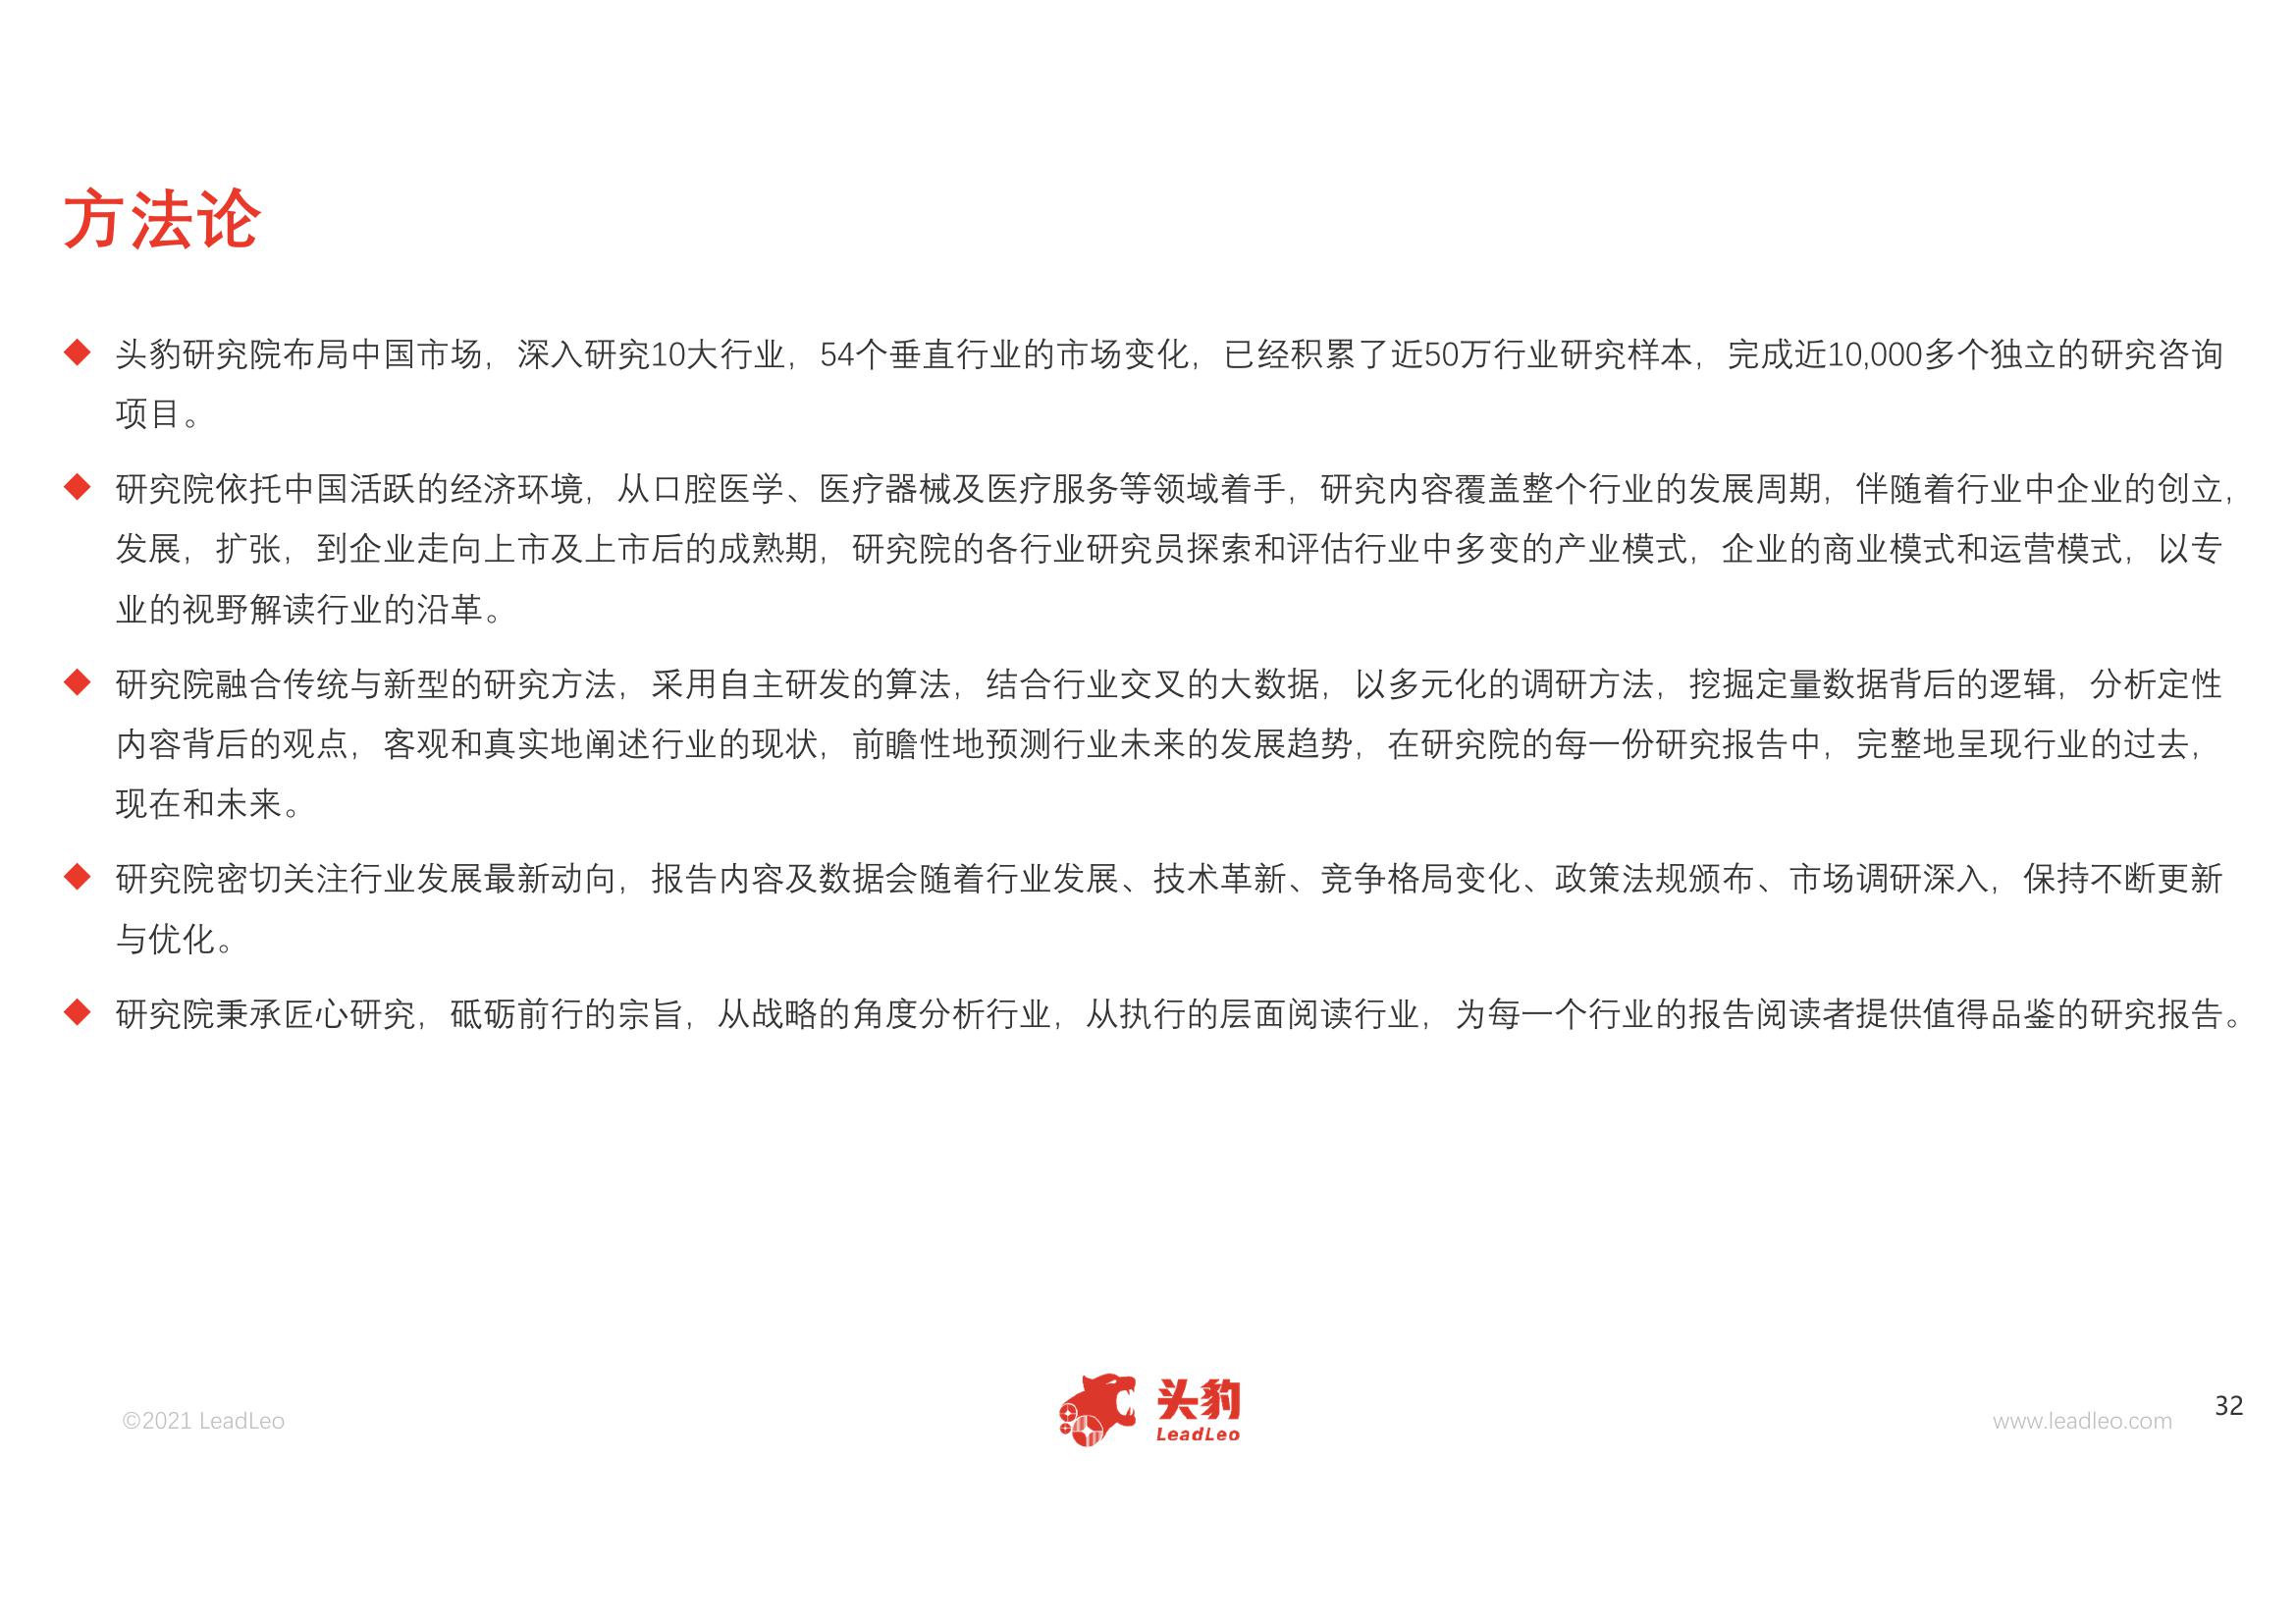 方法论
头豹研究院布局中国市场，深入研究10大行业，54个垂直行业的市场变化，已经积累了近50万行业研究样本，完成近10,000多个独立的研究咨询
项目。
研究院依托中国活跃的经济环境，从口腔医学、医疗器械及医疗服务等领域着手，研究内容覆盖整个行业的发展周期，伴随着行业中企业的创立，
发展，扩张，到企业走向上市及上市后的成熟期，研究院的各行业研究员探索和评估行业中多变的产业模式，企业的商业模式和运营模式，以专
业的视野解读行业的沿革。
研究院融合传统与新型的研究方法，采用自主研发的算法，结合行业交叉的大数据，以多元化的调研方法，挖掘定量数据背后的逻辑，分析定性
内容背后的观点，客观和真实地阐述行业的现状，前瞻性地预测行业未来的发展趋势，在研究院的每一份研究报告中，完整地呈现行业的过去，
现在和未来。
研究院密切关注行业发展最新动向，报告内容及数据会随着行业发展、技术革新、竞争格局变化、政策法规颁布、市场调研深入，保持不断更新
与优化。
研究院秉承匠心研究，砥砺前行的宗旨，从战略的角度分析行业，从执行的层面阅读行业，为每一个行业的报告阅读者提供值得品鉴的研究报告。
©2021 LeadLeo
头豹
LeadLeo
www.leadleo.com
32